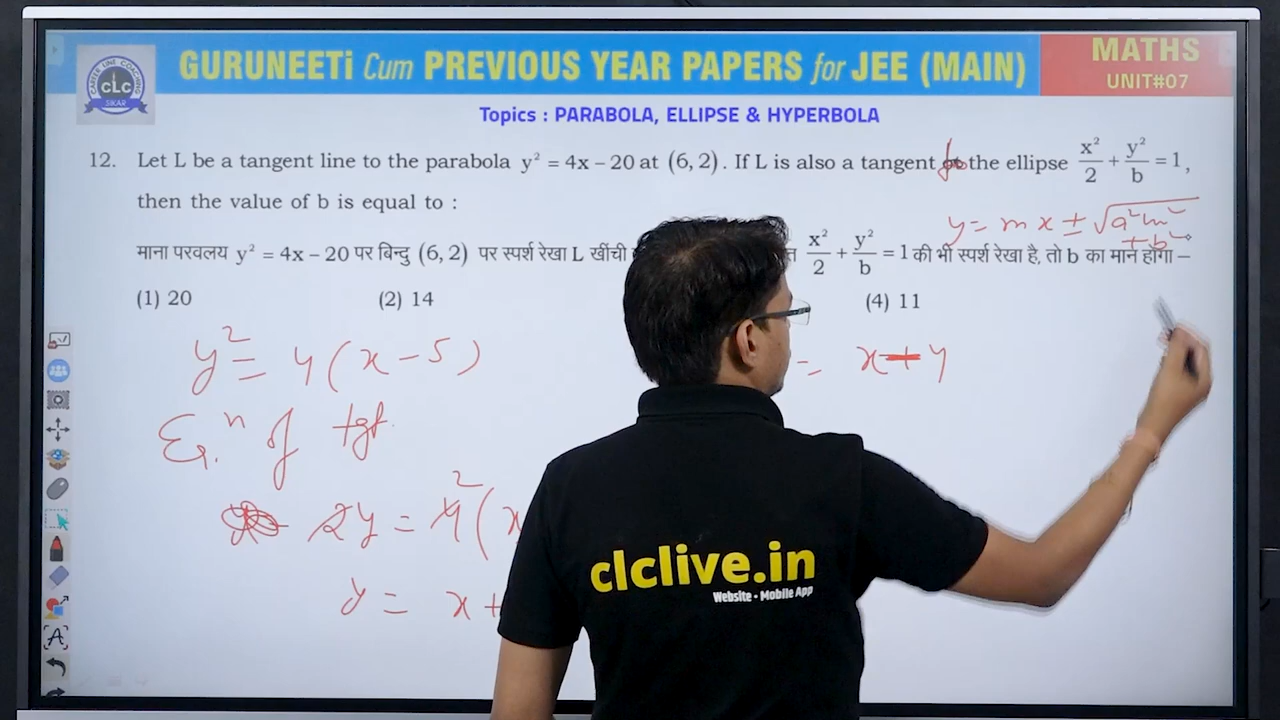 GURUNEETi Cum PREVIOUS YEAR PAPERS for JEE (MAIN)
MATHS
UNIT#07
CAREER LINE COACHING
CLC
SIKAR
Topics : PARABOLA, ELLIPSE & HYPERBOLA
12. Let L be a tangent line to the parabola y² = 4x – 20 at (6, 2). If L is also a tangent to the ellipse x²/2 + y²/b = 1,
then the value of b is equal to :
y = mx ± √a²m² + b²
माना परवलय y² = 4x – 20 पर बिन्दु (6, 2) पर स्पर्श रेखा L खींची x²/2 + y²/b = 1 की भी स्पर्श रेखा है, तो b का मान होगा –
(1) 20 (2) 14 (4) 11
y² = 4(x – 5)
= x – 4
Eqⁿ of tgt.
2y = 4²(x
y = x +
clclive.in
Website • Mobile App